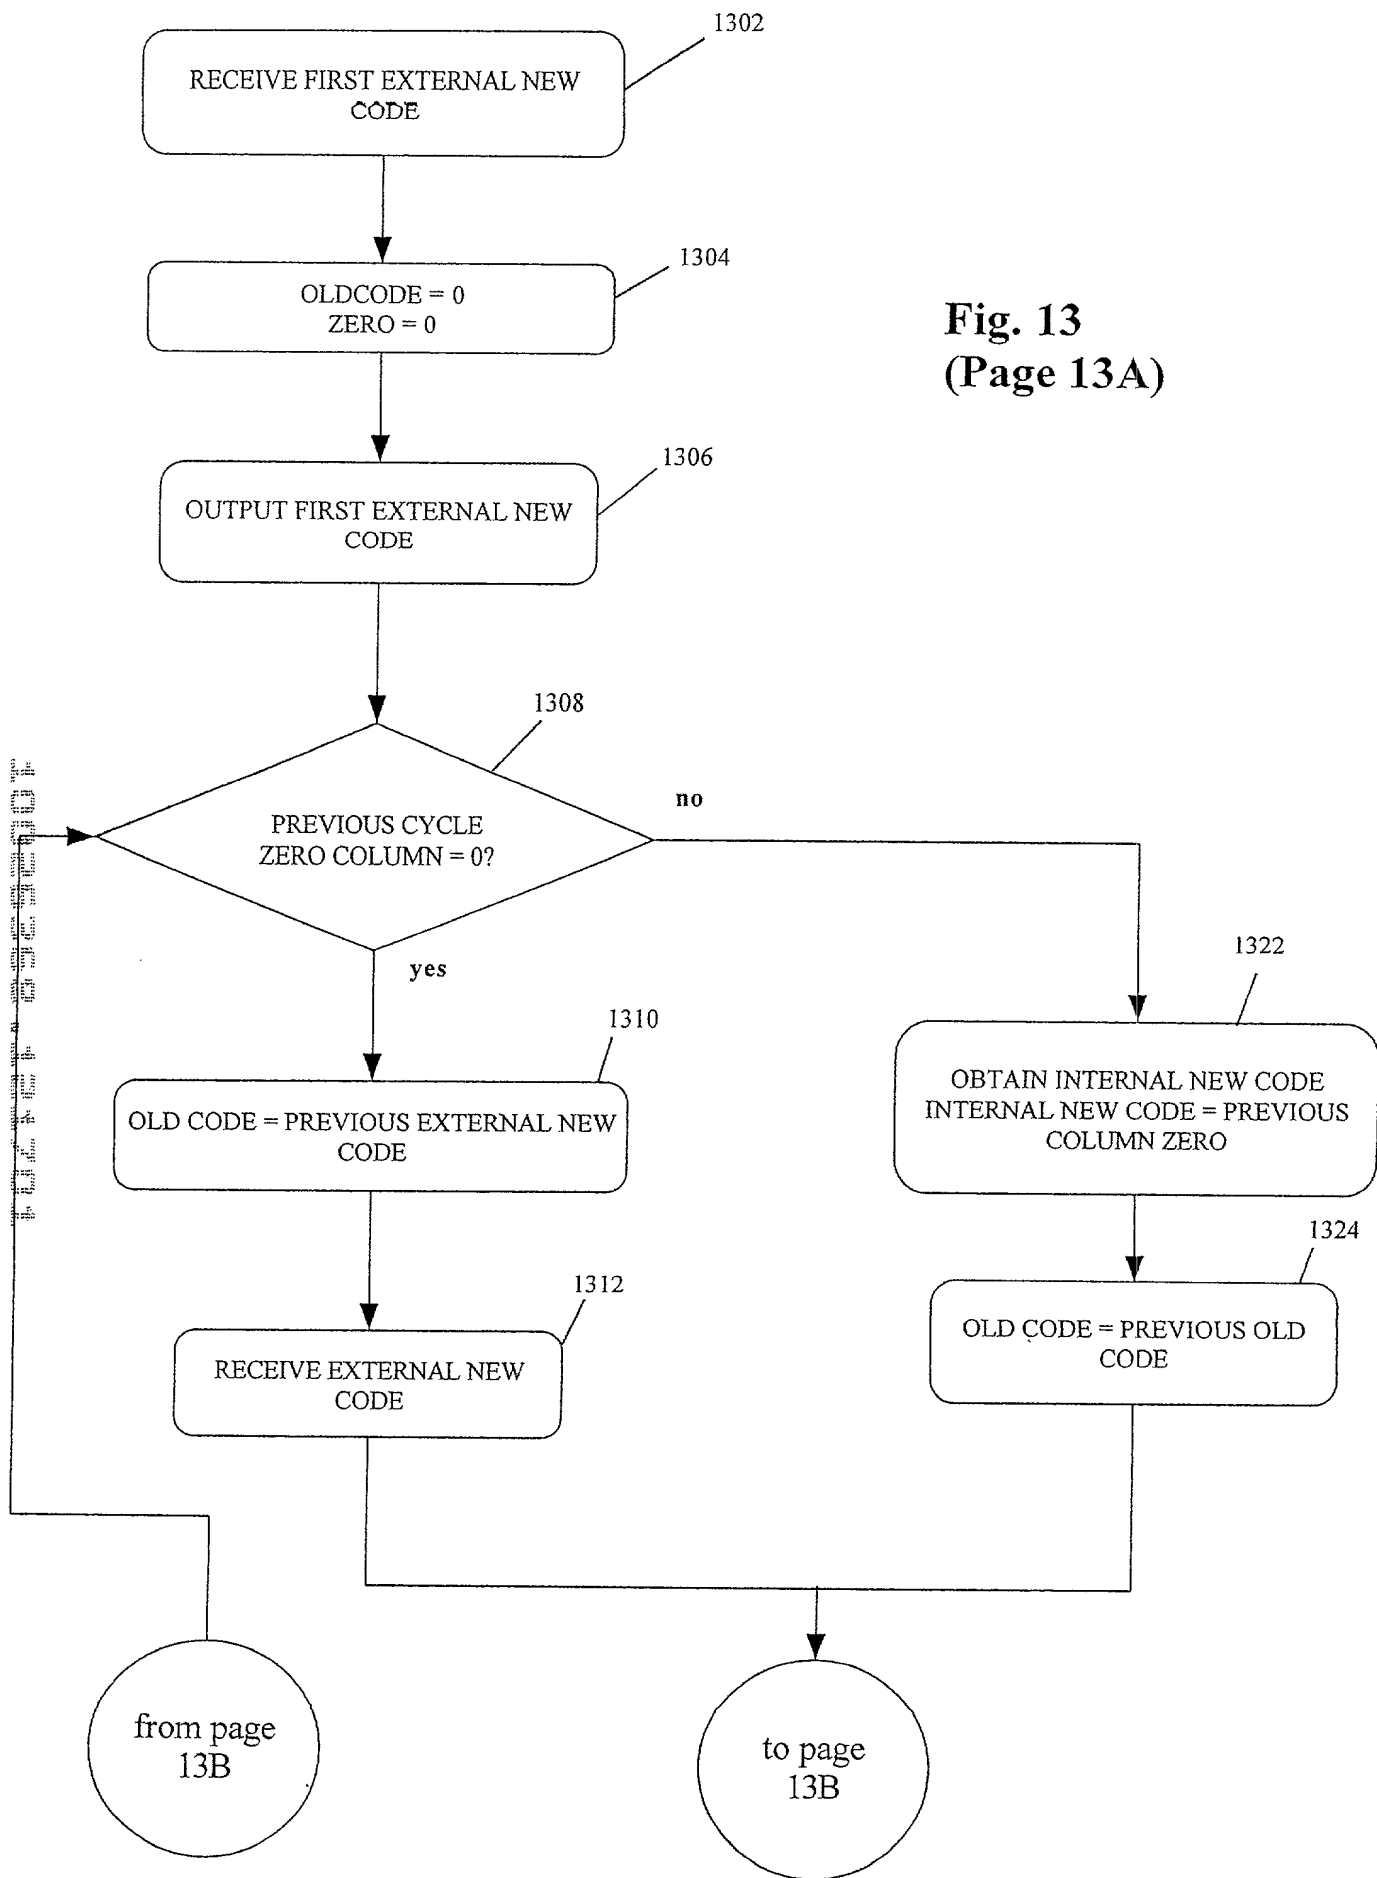 1302
RECEIVE FIRST EXTERNAL NEW
CODE
1304
OLDCODE = 0
ZERO = 0
Fig. 13
(Page 13A)
1306
OUTPUT FIRST EXTERNAL NEW
CODE
1308
PREVIOUS CYCLE
ZERO COLUMN = 0?
no
yes
1310
OLD CODE = PREVIOUS EXTERNAL NEW
CODE
1312
RECEIVE EXTERNAL NEW
CODE
1322
OBTAIN INTERNAL NEW CODE
INTERNAL NEW CODE = PREVIOUS
COLUMN ZERO
1324
OLD CODE = PREVIOUS OLD
CODE
from page
13B
to page
13B